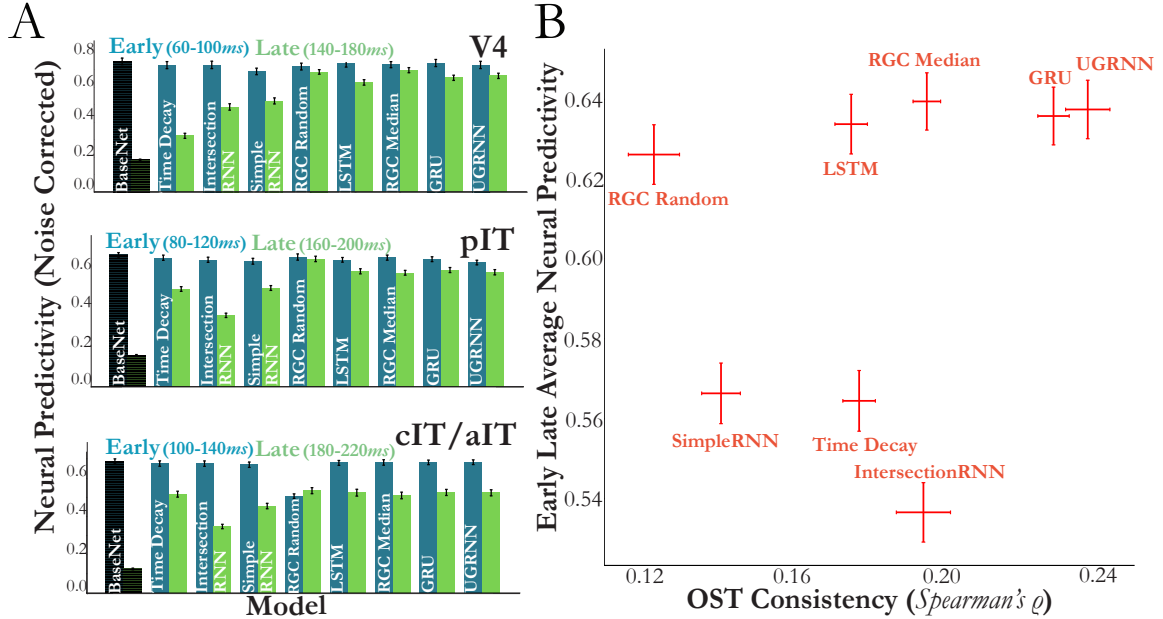 A
Neural Predictivity (Noise Corrected)
Early (60-100ms) Late (140-180ms)
V4
0.8
0.6
0.4
0.2
0.0
BaseNet
Time Decay
Intersection
RNN
Simple
RNN
RGC Random
LSTM
RGC Median
GRU
UGRNN
Early (80-120ms) Late (160-200ms)
pIT
0.6
0.4
0.2
0.0
BaseNet
Time Decay
Intersection
RNN
Simple
RNN
RGC Random
LSTM
RGC Median
GRU
UGRNN
Early (100-140ms) Late (180-220ms)
cIT/aIT
0.6
0.4
0.2
0.0
BaseNet
Time Decay
Intersection
RNN
Simple
RNN
RGC Random
LSTM
RGC Median
GRU
UGRNN
Model
B
Early Late Average Neural Predictivity
0.64
0.62
0.60
0.58
0.56
0.54
RGC Median
GRU
UGRNN
LSTM
RGC Random
SimpleRNN
Time Decay
IntersectionRNN
0.12
0.16
0.20
0.24
OST Consistency (Spearman's ϱ)